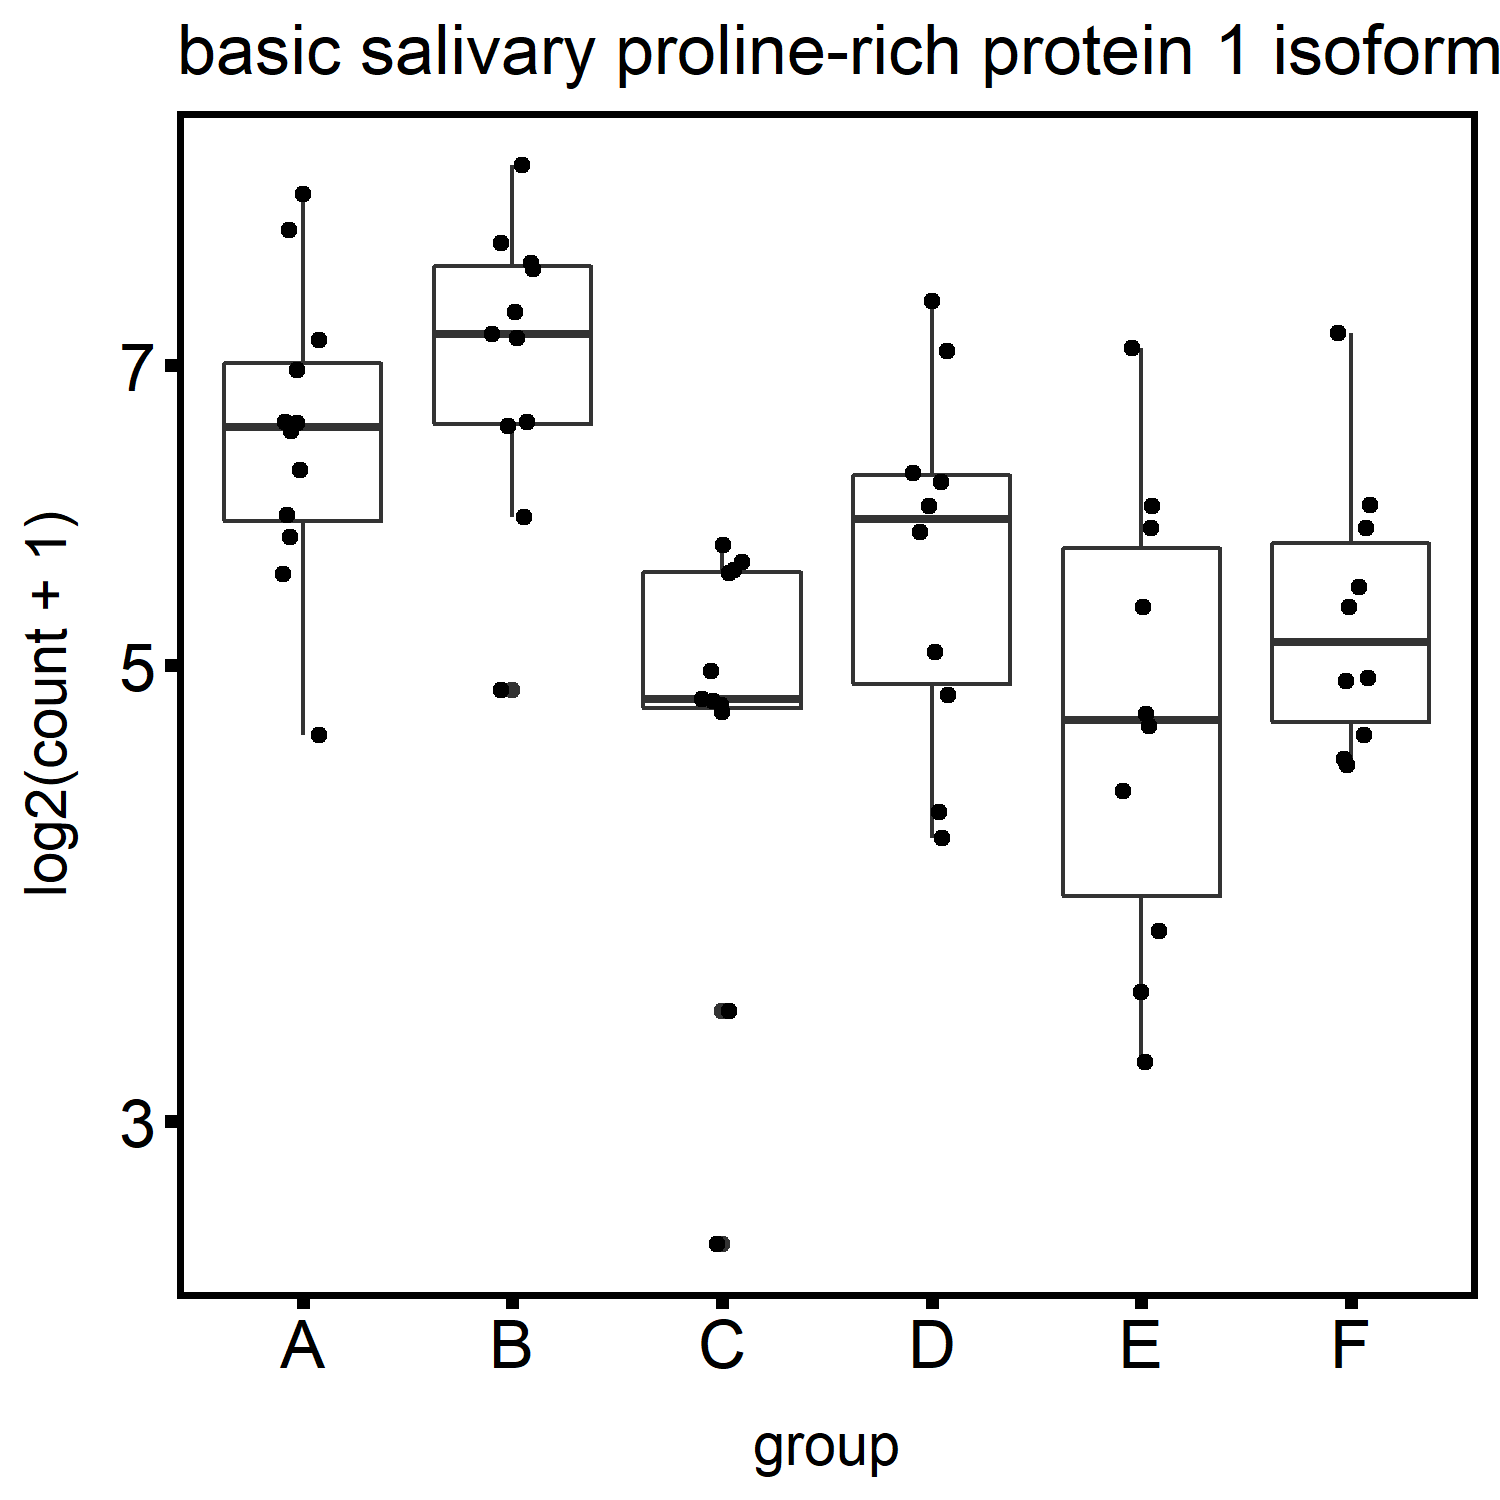 basic salivary proline-rich protein 1 isoform
log2(count + 1)
7
5
3
A B C D E F
group